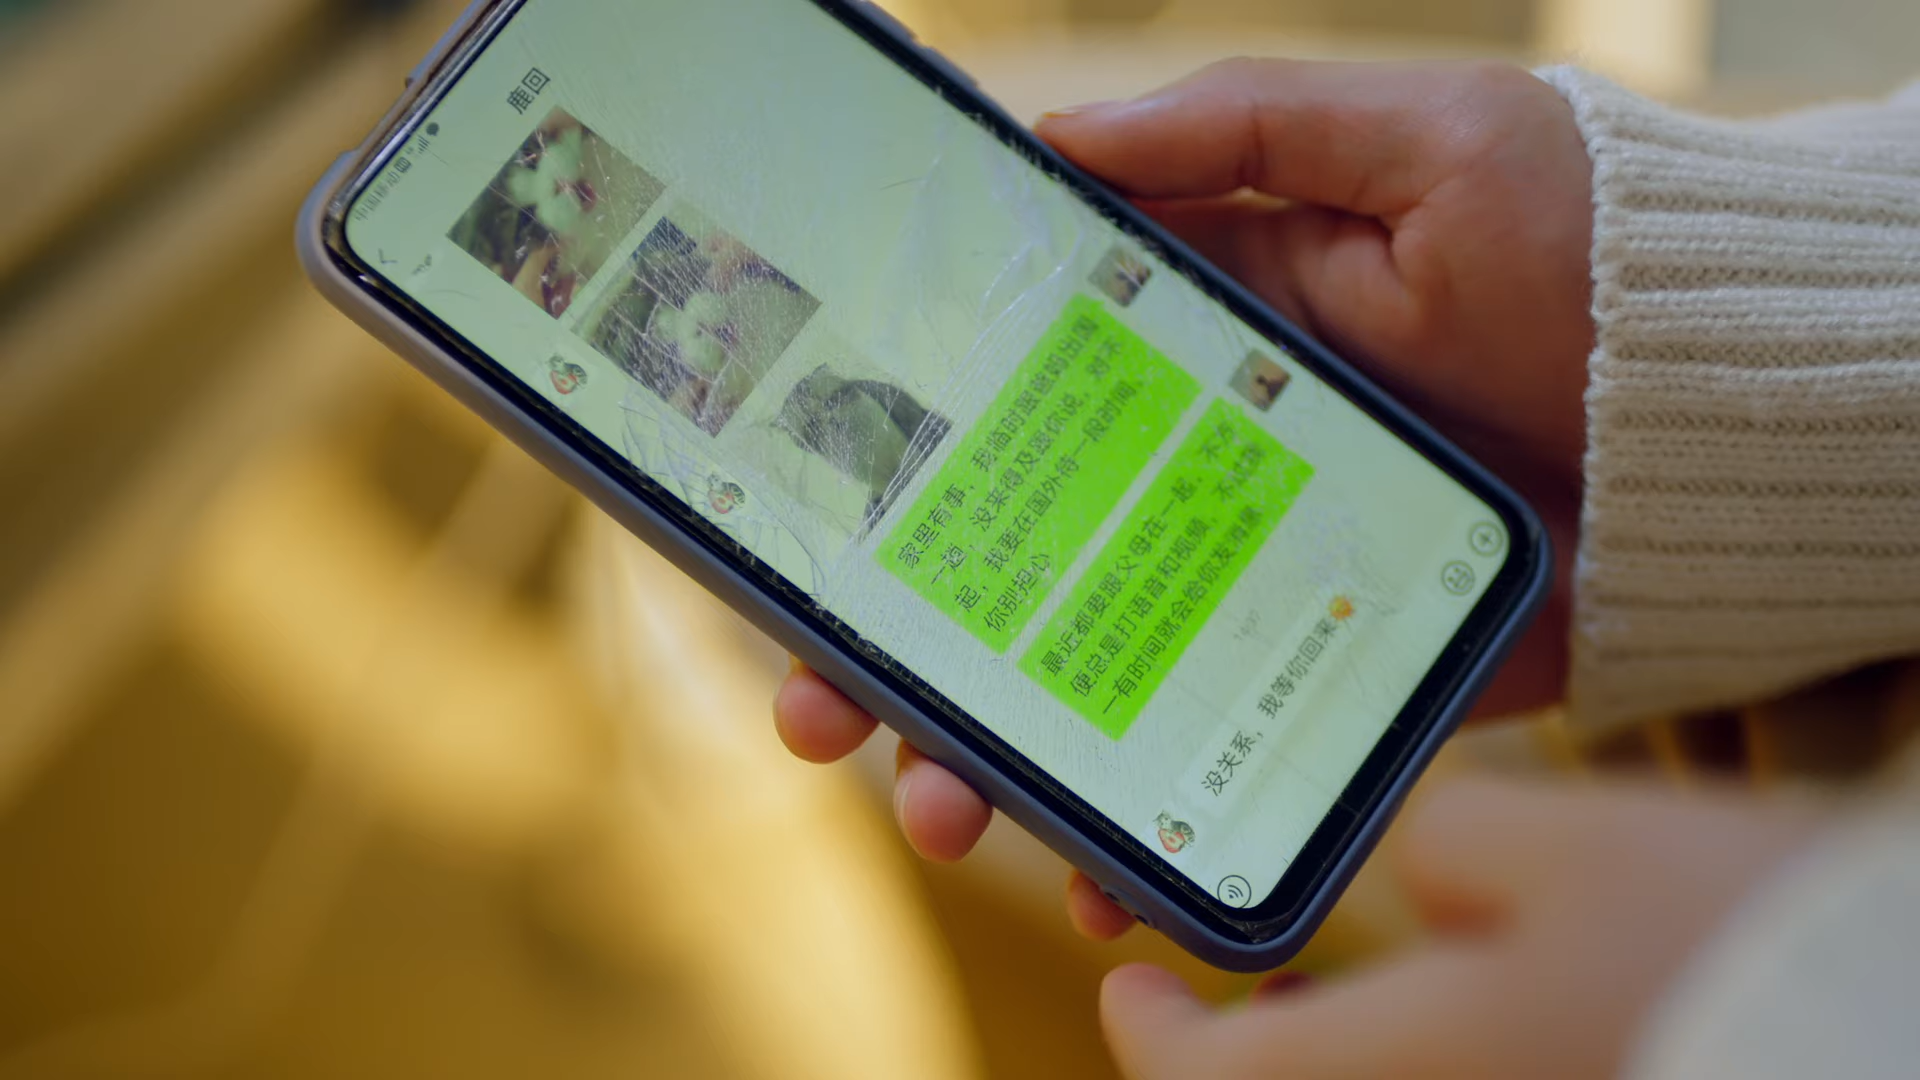 中国移动
鹿回
家里有事，我临时跟爸妈出国
一趟，没来得及跟你说，对不
起，我要在国外待一段时间，
你别担心
最近都要跟父母在一起，不方
便总是打语音和视频，不过我
一有时间就会给你发消息
没关系，我等你回来